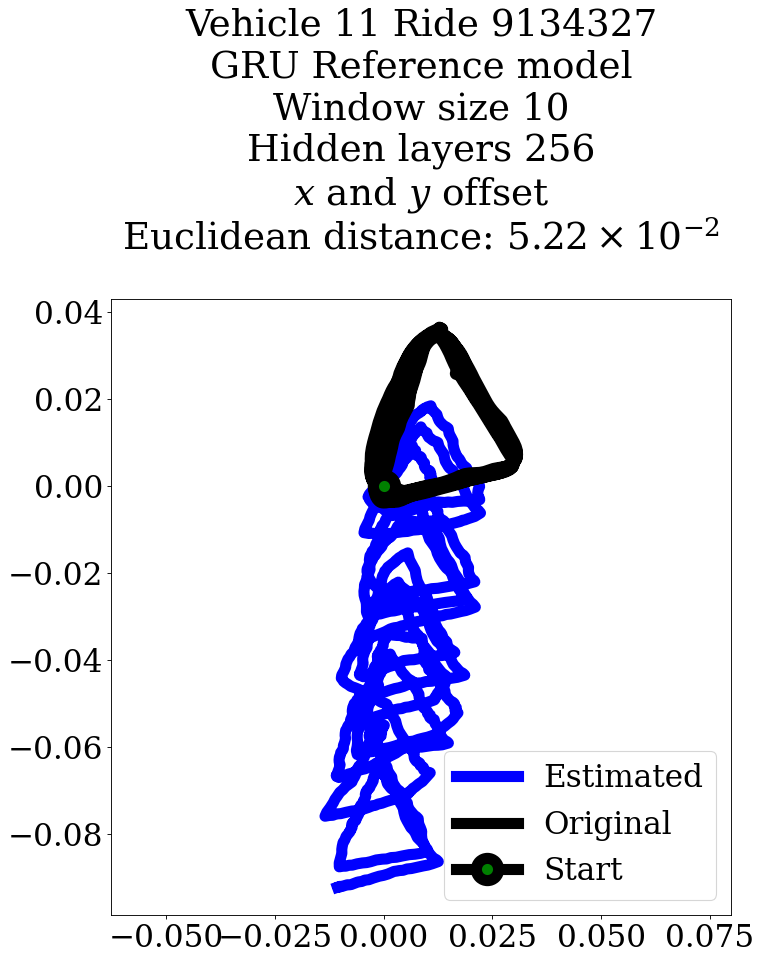 Vehicle 11 Ride 9134327
GRU Reference model
Window size 10
Hidden layers 256
x and y offset
Euclidean distance: 5.22 × 10⁻²
0.04
0.02
0.00
−0.02
−0.04
−0.06
−0.08
Estimated
Original
Start
−0.050 −0.025 0.000 0.025 0.050 0.075